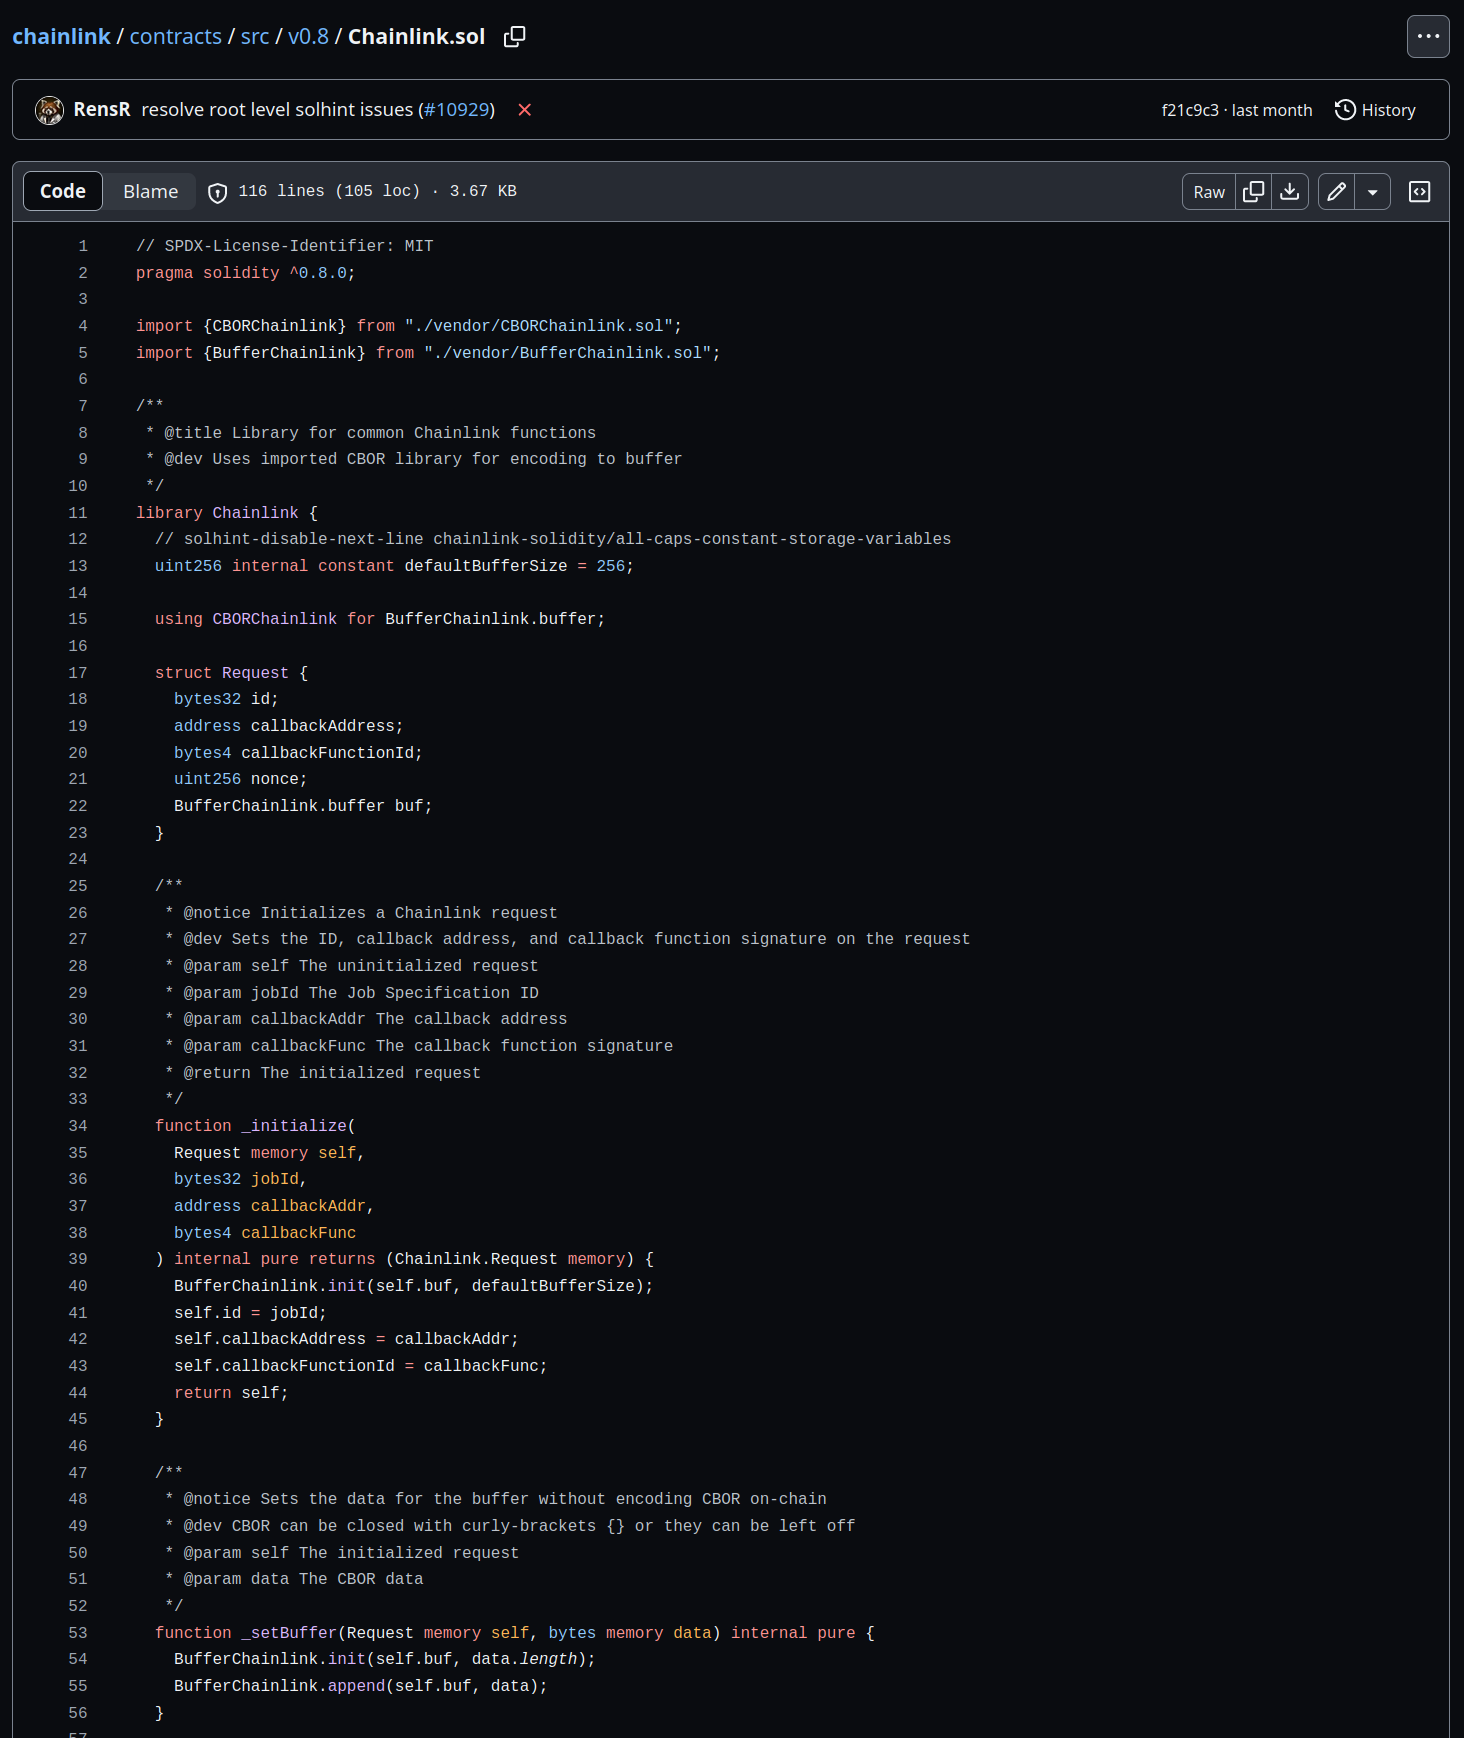 chainlink / contracts / src / v0.8 / Chainlink.sol
RensR resolve root level solhint issues (#10929) f21c9c3 · last month History
Code Blame 116 lines (105 loc) · 3.67 KB Raw
1 // SPDX-License-Identifier: MIT
2 pragma solidity ^0.8.0;
3
4 import {CBORChainlink} from "./vendor/CBORChainlink.sol";
5 import {BufferChainlink} from "./vendor/BufferChainlink.sol";
6
7 /**
8  * @title Library for common Chainlink functions
9  * @dev Uses imported CBOR library for encoding to buffer
10  */
11 library Chainlink {
12   // solhint-disable-next-line chainlink-solidity/all-caps-constant-storage-variables
13   uint256 internal constant defaultBufferSize = 256;
14
15   using CBORChainlink for BufferChainlink.buffer;
16
17   struct Request {
18     bytes32 id;
19     address callbackAddress;
20     bytes4 callbackFunctionId;
21     uint256 nonce;
22     BufferChainlink.buffer buf;
23   }
24
25   /**
26    * @notice Initializes a Chainlink request
27    * @dev Sets the ID, callback address, and callback function signature on the request
28    * @param self The uninitialized request
29    * @param jobId The Job Specification ID
30    * @param callbackAddr The callback address
31    * @param callbackFunc The callback function signature
32    * @return The initialized request
33    */
34   function _initialize(
35     Request memory self,
36     bytes32 jobId,
37     address callbackAddr,
38     bytes4 callbackFunc
39   ) internal pure returns (Chainlink.Request memory) {
40     BufferChainlink.init(self.buf, defaultBufferSize);
41     self.id = jobId;
42     self.callbackAddress = callbackAddr;
43     self.callbackFunctionId = callbackFunc;
44     return self;
45   }
46
47   /**
48    * @notice Sets the data for the buffer without encoding CBOR on-chain
49    * @dev CBOR can be closed with curly-brackets {} or they can be left off
50    * @param self The initialized request
51    * @param data The CBOR data
52    */
53   function _setBuffer(Request memory self, bytes memory data) internal pure {
54     BufferChainlink.init(self.buf, data.length);
55     BufferChainlink.append(self.buf, data);
56   }
57